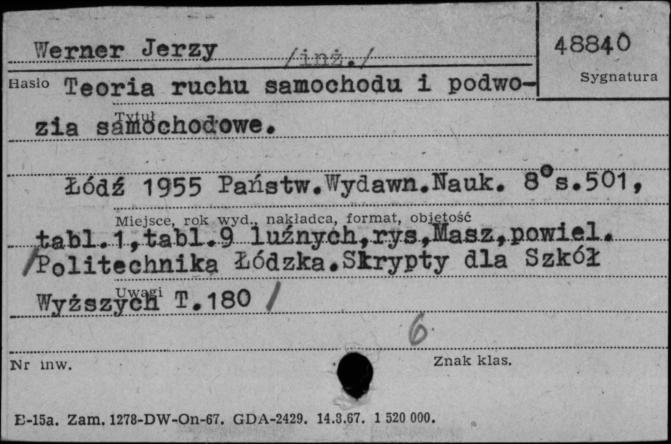 Werner Jerzy /inż./
48840
Hasło
Sygnatura
Teoria ruchu samochodu i podwo-
Tytuł
zia samochodowe.
Łódź 1955 Państw.Wydawn.Nauk. 8° s.501,
Miejsce, rok wyd., nakładca, format, objętość
tabl.1,tabl.9 luźnych,rys,Masz,powiel.
/Politechnika Łódzka.Skrypty dla Szkół
Uwagi
Wyższych T.180 /
6
Nr inw.
Znak klas.
E-15a. Zam. 1278-DW-On-67. GDA-2429. 14.3.67. 1 520 000.